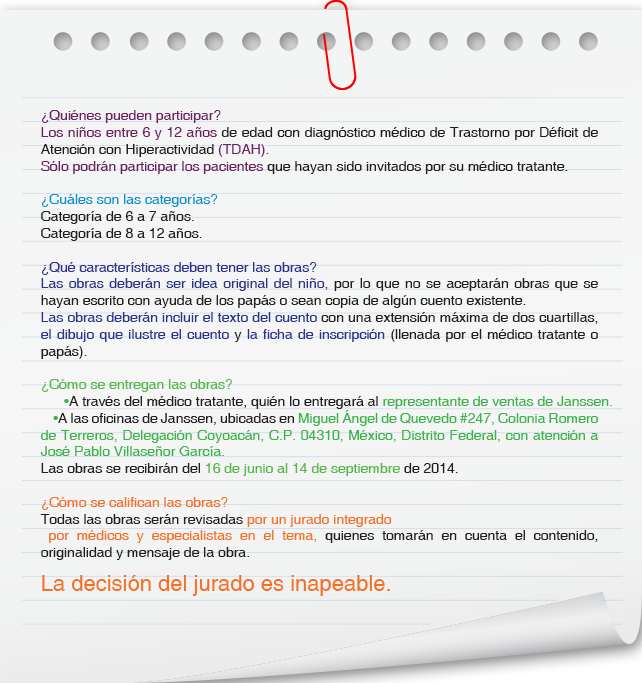 ¿Quiénes pueden participar?
Los niños entre 6 y 12 años de edad con diagnóstico médico de Trastorno por Déficit de
Atención con Hiperactividad (TDAH).
Sólo podrán participar los pacientes que hayan sido invitados por su médico tratante.
¿Cuáles son las categorías?
Categoría de 6 a 7 años.
Categoría de 8 a 12 años.
¿Qué características deben tener las obras?
Las obras deberán ser idea original del niño, por lo que no se aceptarán obras que se
hayan escrito con ayuda de los papás o sean copia de algún cuento existente.
Las obras deberán incluir el texto del cuento con una extensión máxima de dos cuartillas,
el dibujo que ilustre el cuento y la ficha de inscripción (llenada por el médico tratante o
papás).
¿Cómo se entregan las obras?
•A través del médico tratante, quién lo entregará al representante de ventas de Janssen.
•A las oficinas de Janssen, ubicadas en Miguel Ángel de Quevedo #247, Colonia Romero
de Terreros, Delegación Coyoacán, C.P. 04310, México, Distrito Federal, con atención a
José Pablo Villaseñor García.
Las obras se recibirán del 16 de junio al 14 de septiembre de 2014.
¿Cómo se califican las obras?
Todas las obras serán revisadas por un jurado integrado
por médicos y especialistas en el tema, quienes tomarán en cuenta el contenido,
originalidad y mensaje de la obra.
La decisión del jurado es inapeable.